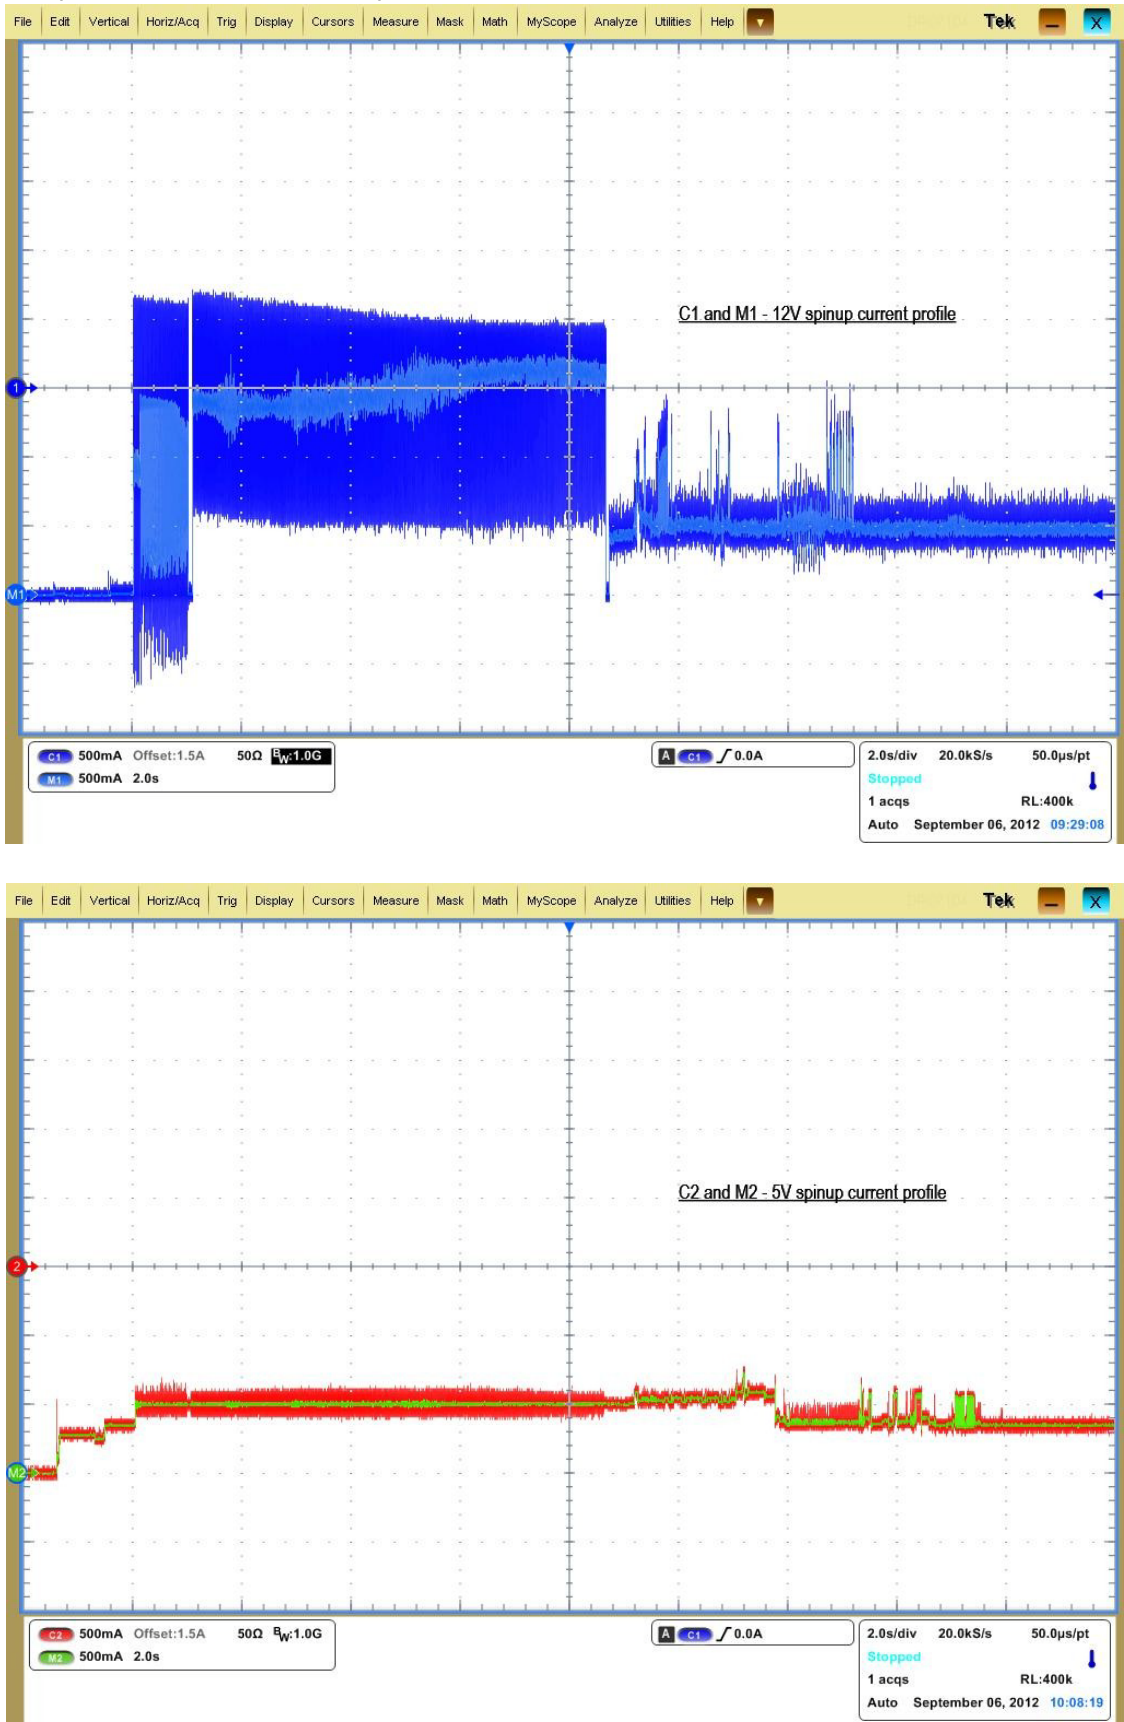 File Edit Vertical Horiz/Acq Trig Display Cursors Measure Mask Math MyScope Analyze Utilities Help Tek X
C1 and M1 - 12V spinup current profile
1
M1
C1 500mA Offset:1.5A 50Ω BW:1.0G
M1 500mA 2.0s
A C1 0.0A
2.0s/div 20.0kS/s 50.0µs/pt
Stopped
1 acqs RL:400k
Auto September 06, 2012 09:29:08
File Edit Vertical Horiz/Acq Trig Display Cursors Measure Mask Math MyScope Analyze Utilities Help Tek X
C2 and M2 - 5V spinup current profile
2
M2
C2 500mA Offset:1.5A 50Ω BW:1.0G
M2 500mA 2.0s
A C1 0.0A
2.0s/div 20.0kS/s 50.0µs/pt
Stopped
1 acqs RL:400k
Auto September 06, 2012 10:08:19